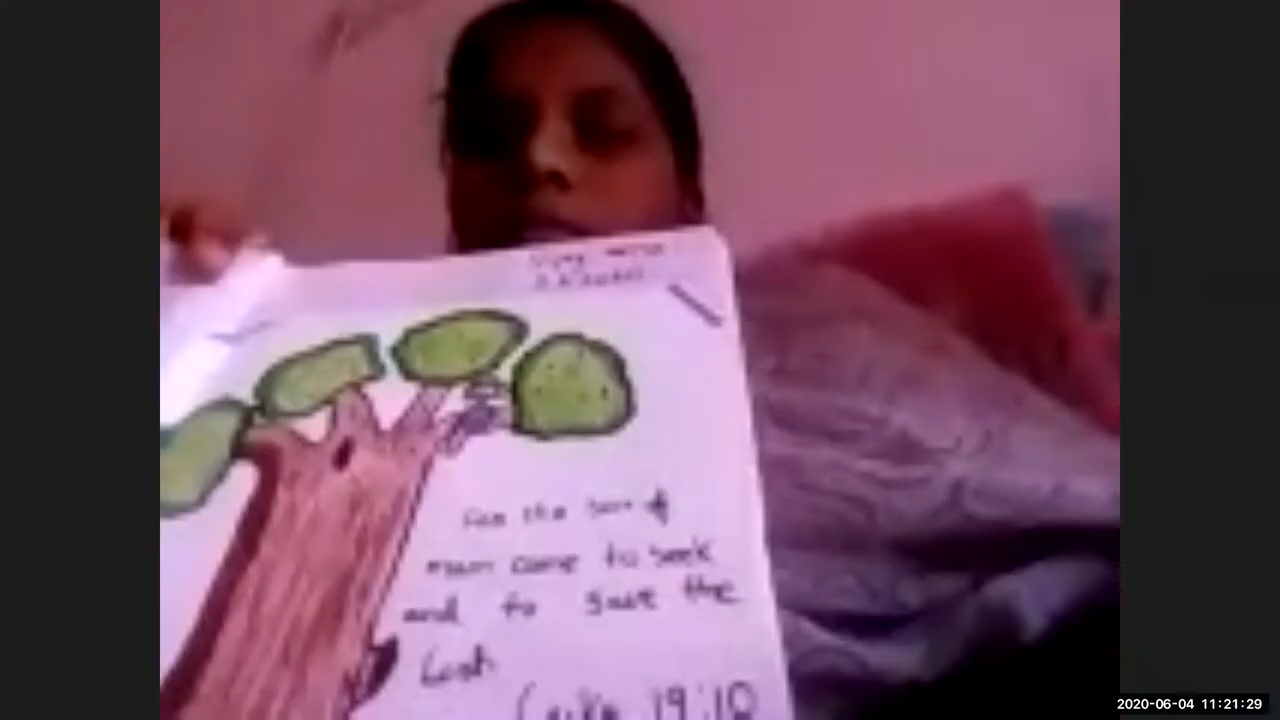 For the son of
man came to seek
and to save the
Lost
Luke 19:10
2020-06-04 11:21:29